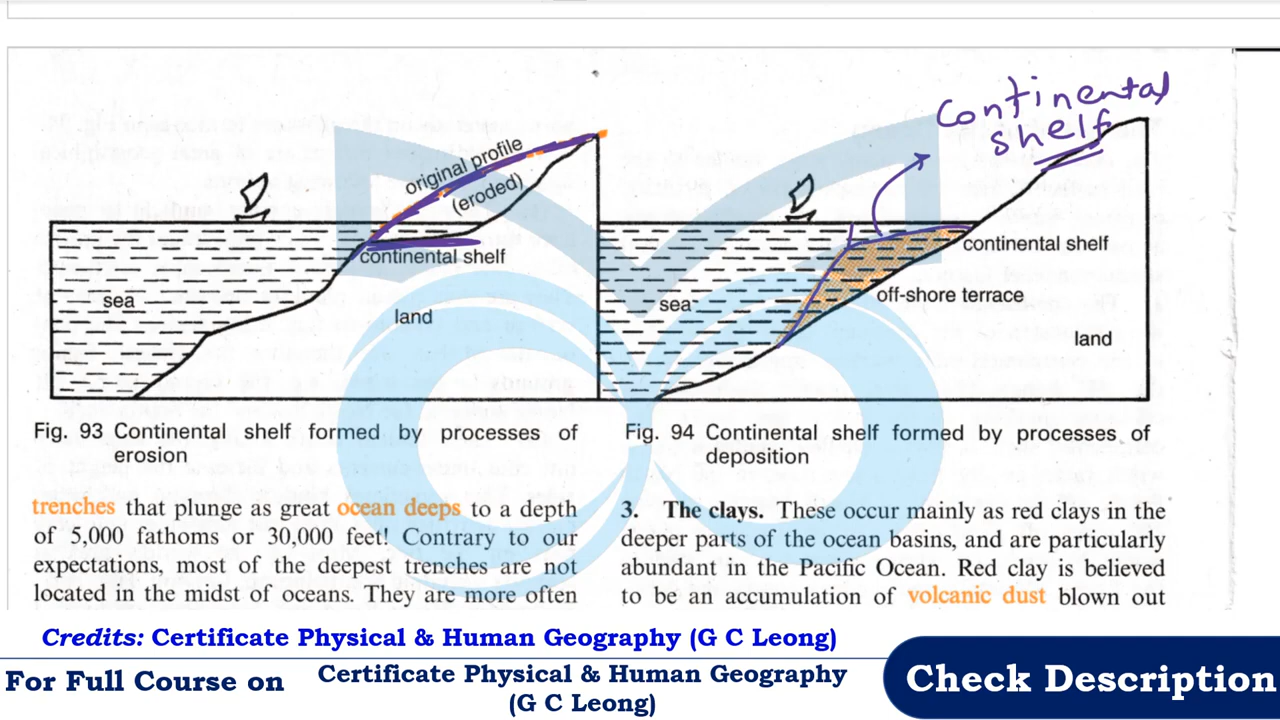 Continental
shelf
original profile
(eroded)
continental shelf
sea
land
continental shelf
off-shore terrace
sea
land
Fig. 93 Continental shelf formed by processes of
erosion
Fig. 94 Continental shelf formed by processes of
deposition
trenches that plunge as great ocean deeps to a depth
of 5,000 fathoms or 30,000 feet! Contrary to our
expectations, most of the deepest trenches are not
located in the midst of oceans. They are more often
3. The clays. These occur mainly as red clays in the
deeper parts of the ocean basins, and are particularly
abundant in the Pacific Ocean. Red clay is believed
to be an accumulation of volcanic dust blown out
Credits: Certificate Physical & Human Geography (G C Leong)
For Full Course on
Certificate Physical & Human Geography
(G C Leong)
Check Description